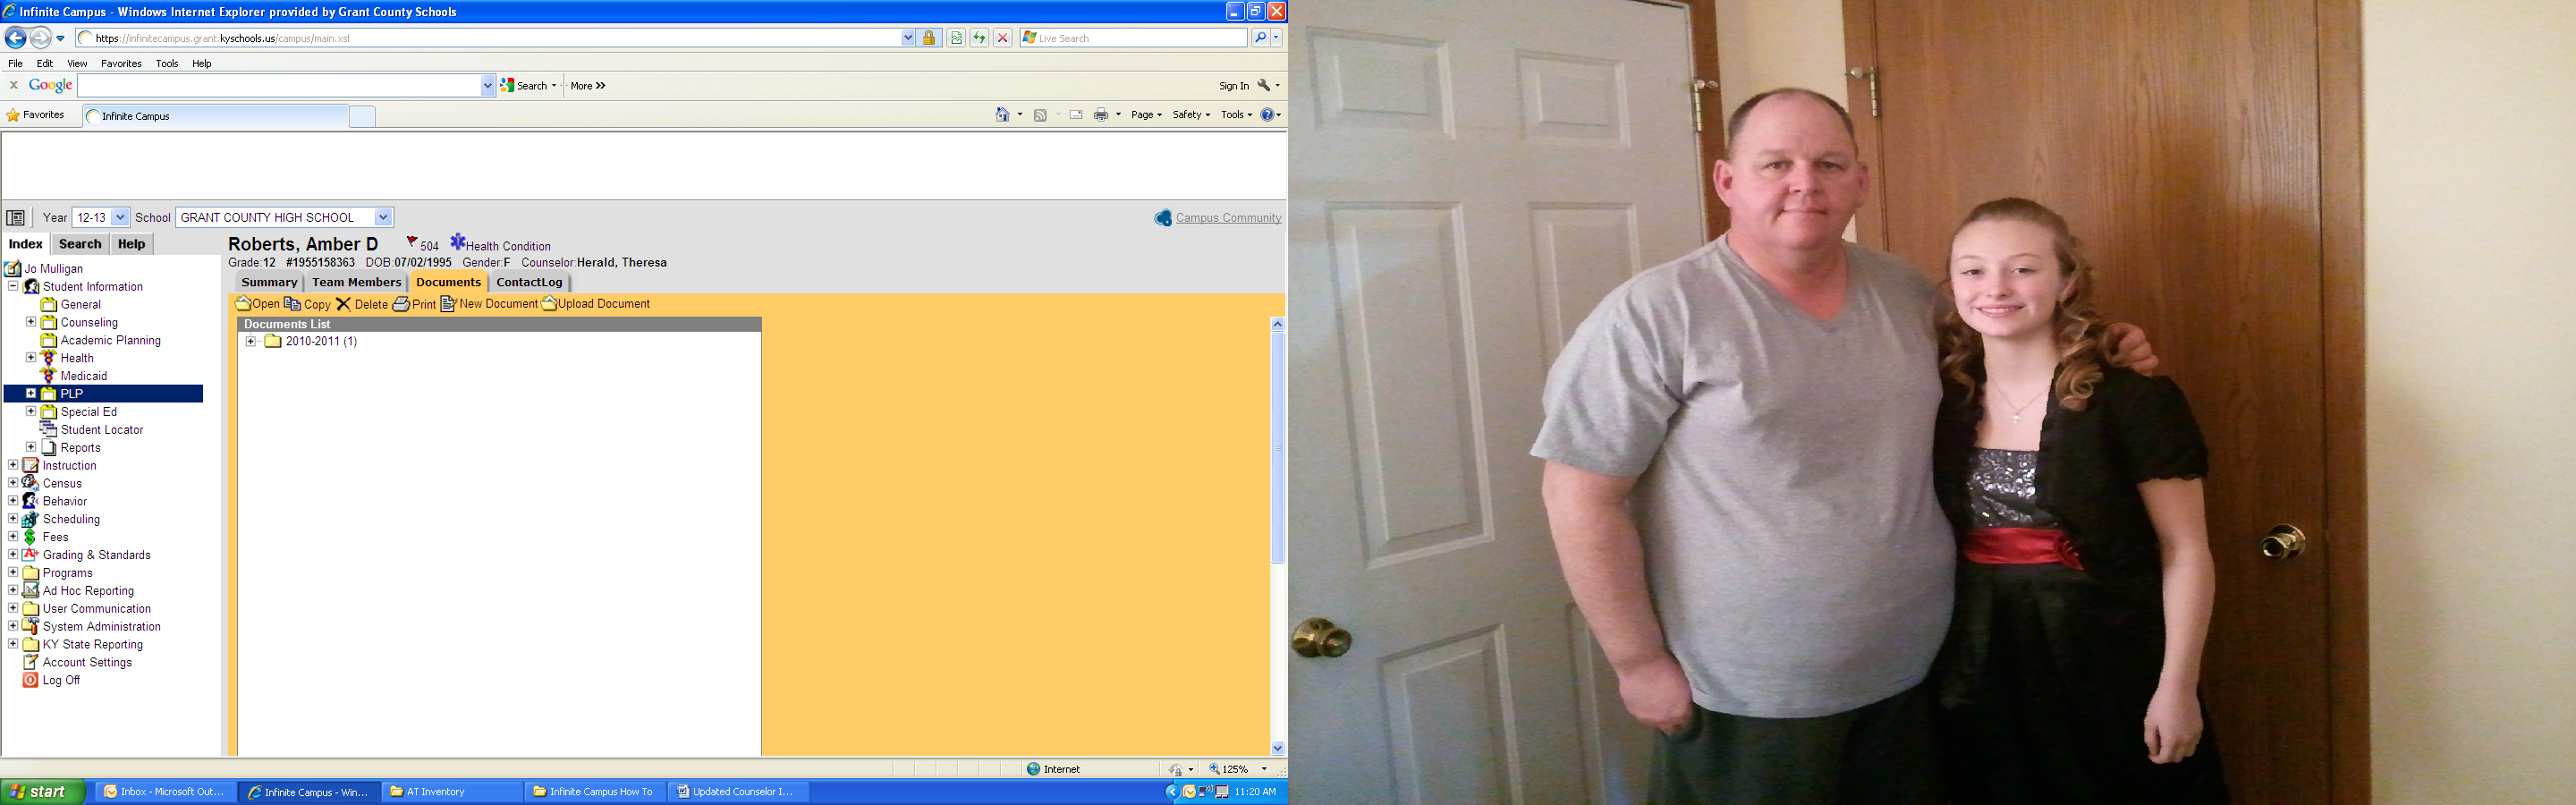 Infinite Campus - Windows Internet Explorer provided by Grant County Schools
https://infinitecampus.grant.kyschools.us/campus/main.xsl
Live Search
File Edit View Favorites Tools Help
x Google Search More »
Sign In
Favorites Infinite Campus
Page Safety Tools
Year 12-13 School GRANT COUNTY HIGH SCHOOL
Campus Community
Index Search Help
Roberts, Amber D 504 Health Condition
Grade:12 #1955158363 DOB:07/02/1995 Gender:F Counselor:Herald, Theresa
Summary Team Members Documents ContactLog
Open Copy Delete Print New Document Upload Document
Documents List
2010-2011 (1)
Jo Mulligan
Student Information
General
Counseling
Academic Planning
Health
Medicaid
PLP
Special Ed
Student Locator
Reports
Instruction
Census
Behavior
Scheduling
Fees
Grading & Standards
Programs
Ad Hoc Reporting
User Communication
System Administration
KY State Reporting
Account Settings
Log Off
Internet 125%
start Inbox - Microsoft Out... Infinite Campus - Win... AT Inventory Infinite Campus How To Updated Counselor I... 11:20 AM